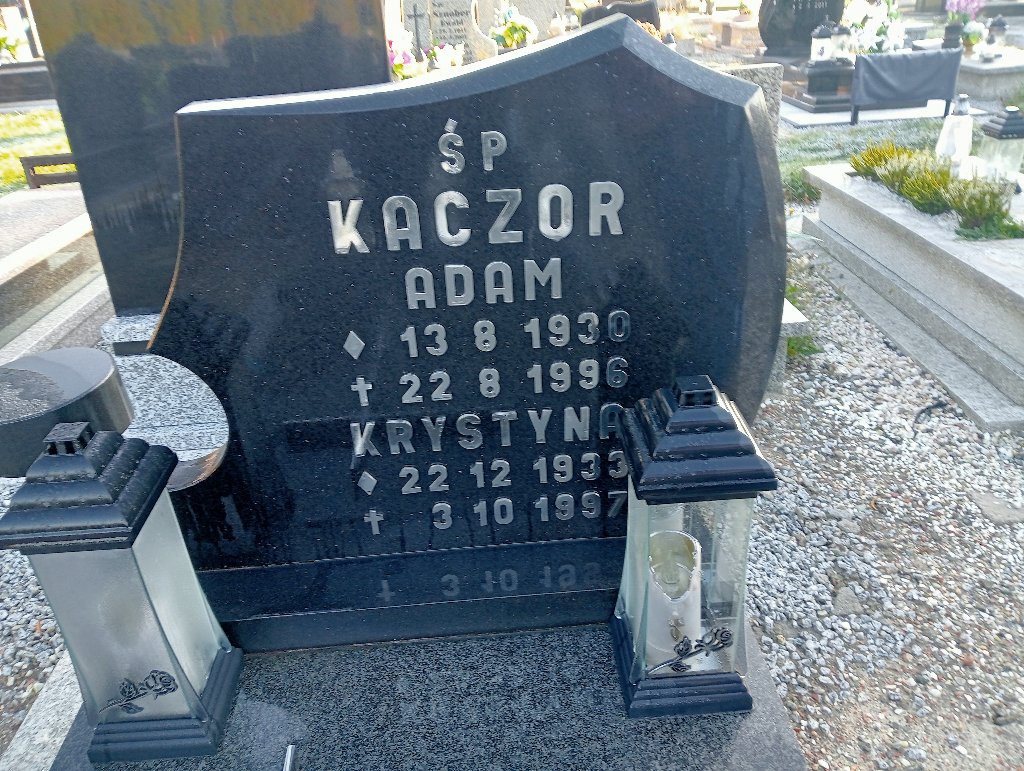 ŚP
KACZOR
ADAM
13 8 1930
✝ 22 8 1996
KRYSTYNA
22 12 1933
✝ 3 10 1997